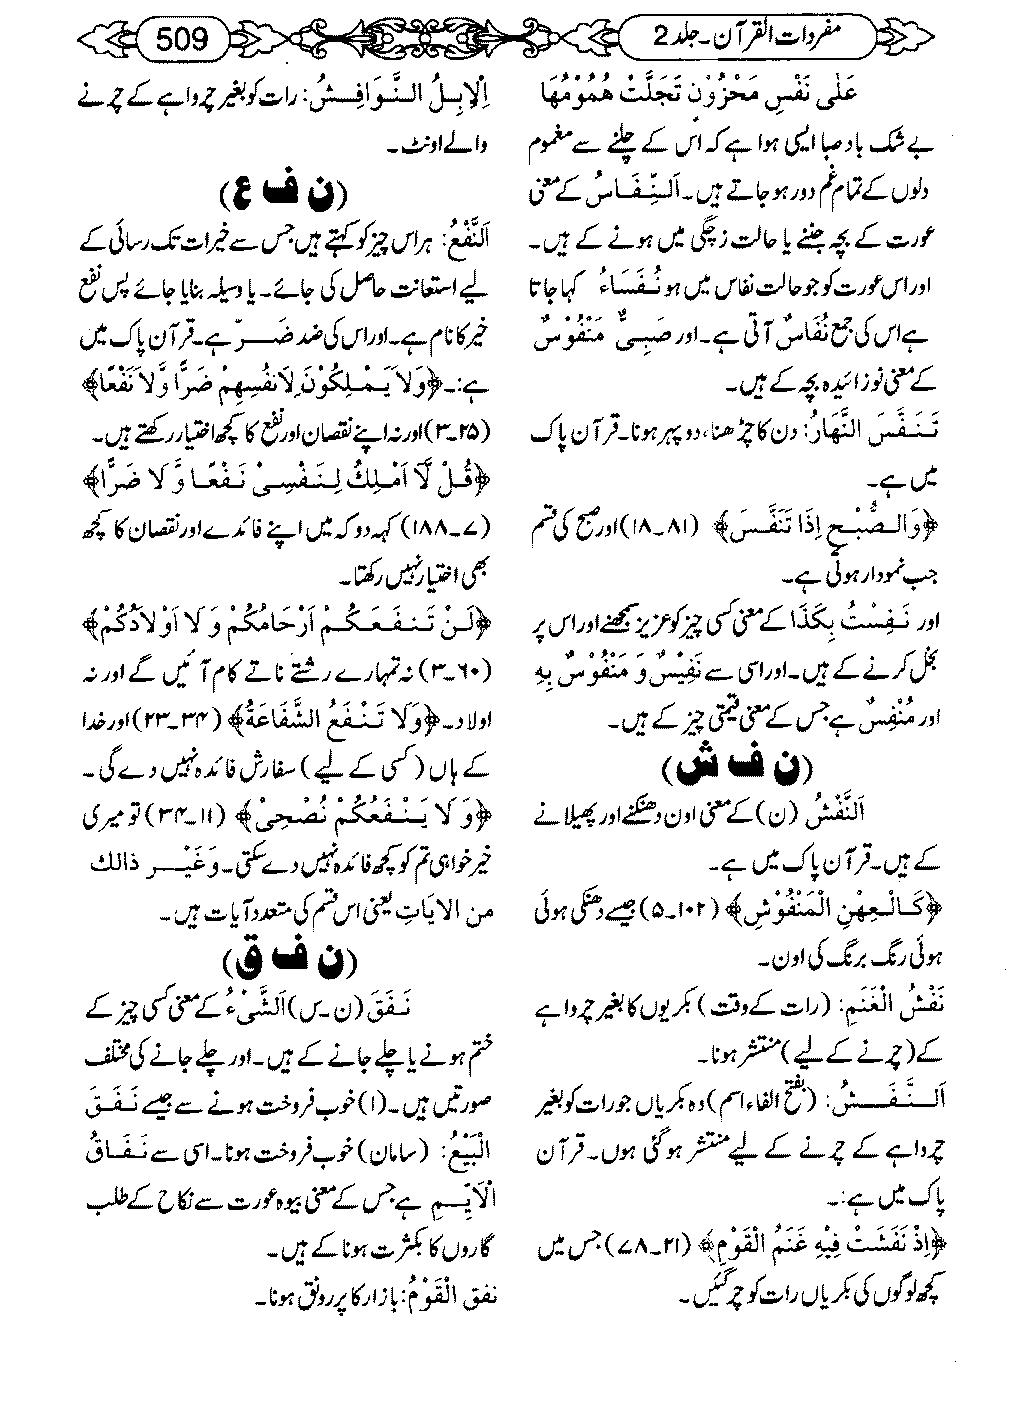 مفردات القرآن۔جلد 2
509
عَلٰى نَفْسِ مَحْزُوْنٍ تَجَلَّتْ هُمُوْمُهَا
بے شک بادصبا ایسی ہوا ہے کہ اس کے چلنے سے مغموم
دلوں کے تمام غم دور ہوجاتے ہیں۔اَلنِّفَاسُ کے معنی
عورت کے بچہ جننے یا حالت زچگی میں ہونے کے ہیں۔
اور اس عورت کو جو حالت نفاس میں ہو نُفَسَاءُ کہا جاتا
ہے اس کی جمع نُفَاسٌ آتی ہے۔اور صَبِیٌّ مَنْفُوْسٌ
کے معنی نوزائیدہ بچہ کے ہیں۔
تَنَفَّسَ النَّهَارُ: دن کا چڑھنا، دوپہر ہونا۔قرآن پاک
میں ہے۔
﴿وَالصُّبْحِ اِذَا تَنَفَّسَ﴾ (۸۱۔۱۸) اور صبح کی قسم
جب نمودار ہوتی ہے۔
اور نَفِسْتُ بِكَذَا کے معنی کسی چیز کو عزیز سمجھنے اور اس پر
بخل کرنے کے ہیں۔اور اسی سے نَفِيْسٌ وَ مَنْفُوْسٌ بِهِ
اور مُنْفِسٌ ہے جس کے معنی قیمتی چیز کے ہیں۔
(ن ف ش)
اَلنَّفْشُ (ن) کے معنی اون دھنکنے اور پھیلانے
کے ہیں۔قرآن پاک میں ہے۔
﴿كَالْعِهْنِ الْمَنْفُوْشِ﴾ (۱۰۲۔۵) جیسے دھنکی ہوئی
ہوئی رنگ برنگ کی اون۔
نَفْشُ الْغَنَمِ: (رات کے وقت) بکریوں کا بغیر چرواہے
کے (چرنے کے لیے) منتشر ہونا۔
اَلنَّفَشُ: (بفتح الفاء اسم) وہ بکریاں جو رات کو بغیر
چرواہے کے چرنے کے لیے منتشر ہوگئی ہوں۔قرآن
پاک میں ہے:۔
﴿اِذْ نَفَشَتْ فِيْهِ غَنَمُ الْقَوْمِ﴾ (۲۱۔۷۸) جس میں
کچھ لوگوں کی بکریاں رات کو چر گئیں۔
اِلْاِبِلُ النَّوَافِشُ: رات کو بغیر چرواہے کے چرنے
والے اونٹ۔
(ن ف ع)
اَلنَّفْعُ: ہر اس چیز کو کہتے ہیں جس سے خیرات تک رسائی کے
لیے استعانت حاصل کی جائے۔یا وسیلہ بنایا جائے پس نفع
خیر کا نام ہے۔اور اس کی ضد ضَرٌّ ہے۔قرآن پاک میں
ہے:۔﴿وَلَا يَمْلِكُوْنَ لِاَنْفُسِهِمْ ضَرًّا وَّلَا نَفْعًا﴾
(۲۵۔۳) اور نہ اپنے نقصان اور نفع کا کچھ اختیار رکھتے ہیں۔
﴿قُلْ لَّا اَمْلِكُ لِنَفْسِىْ نَفْعًا وَّلَا ضَرًّا﴾
(۷۔۱۸۸) کہہ دو کہ میں اپنے فائدے اور نقصان کا کچھ
بھی اختیار نہیں رکھتا۔
﴿لَنْ تَنْفَعَكُمْ اَرْحَامُكُمْ وَلَا اَوْلَادُكُمْ﴾
(۶۰۔۳) نہ تمہارے رشتے ناتے کام آئیں گے اور نہ
اولاد۔﴿وَلَا تَنْفَعُ الشَّفَاعَةُ﴾ (۳۴۔۲۳) اور خدا
کے ہاں (کسی کے لیے) سفارش فائدہ نہیں دے گی۔
﴿وَلَا يَنْفَعُكُمْ نُصْحِىْ﴾ (۱۱۔۳۴) تو میری
خیر خواہی تم کو کچھ فائدہ نہیں دے سکتی۔وَغَيْرِ ذالك
من الاٰيَاتِ یعنی اس قسم کی متعدد آیات ہیں۔
(ن ف ق)
نَفَقَ (ن۔س) اَلشَّیْءُ کے معنی کسی چیز کے
ختم ہونے یا چلے جانے کے ہیں۔اور چلے جانے کی مختلف
صورتیں ہیں۔(۱) خوب فروخت ہونے سے جیسے نَفَقَ
الْبَيْعُ: (سامان) خوب فروخت ہونا۔اسی سے نَفَاقُ
الْاَيِّمِ ہے جس کے معنی بیوہ عورت سے نکاح کے طلب
گاروں کا بکثرت ہونا کے ہیں۔
نفق الْقَوْمُ: بازار کا پر رونق ہونا۔